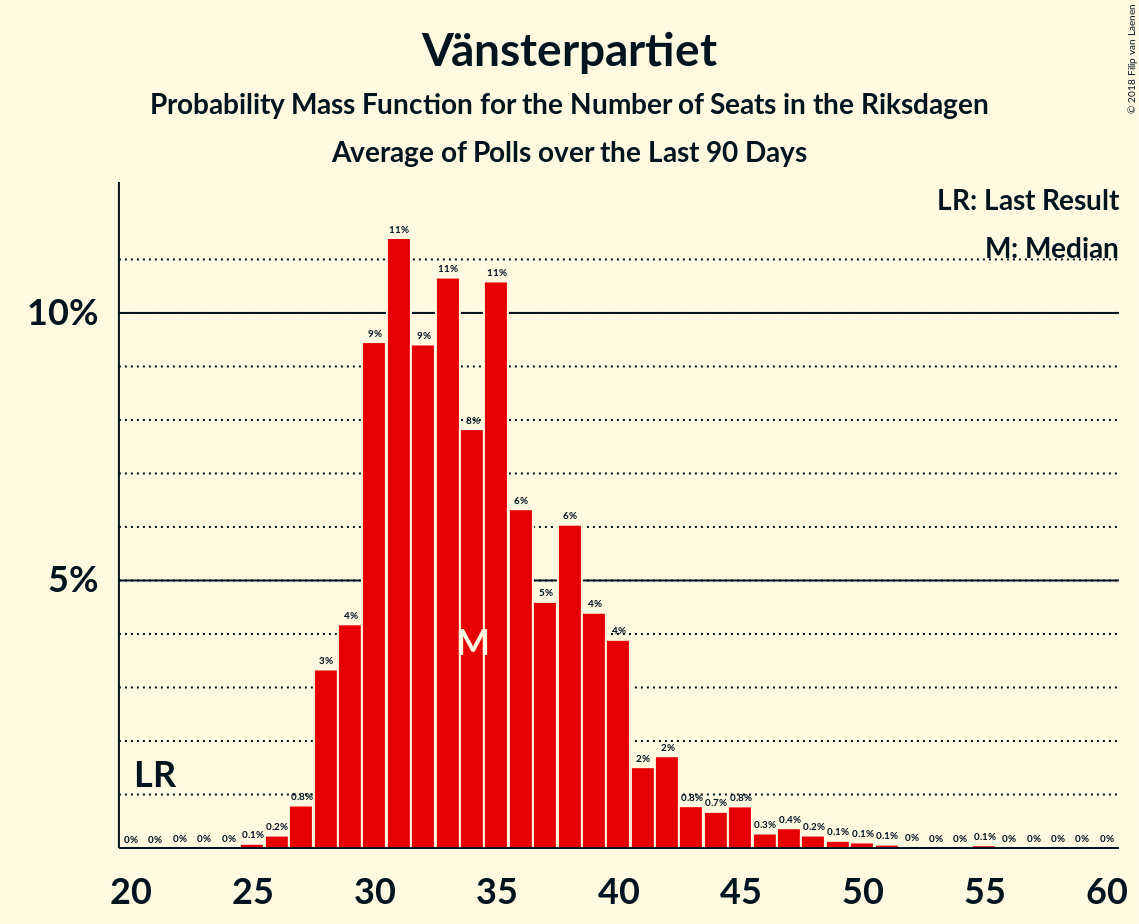 Vänsterpartiet
Probability Mass Function for the Number of Seats in the Riksdagen
Average of Polls over the Last 90 Days
© 2018 Filip van Laenen
LR: Last Result
M: Median
10%
5%
LR
M
0% 0% 0% 0% 0% 0.1% 0.2% 0.8% 3% 4% 9% 11% 9% 11% 8% 11% 6% 5% 6% 4% 4% 2% 2% 0.8% 0.7% 0.8% 0.3% 0.4% 0.2% 0.1% 0.1% 0.1% 0% 0% 0% 0.1% 0% 0% 0% 0% 0%
20 25 30 35 40 45 50 55 60